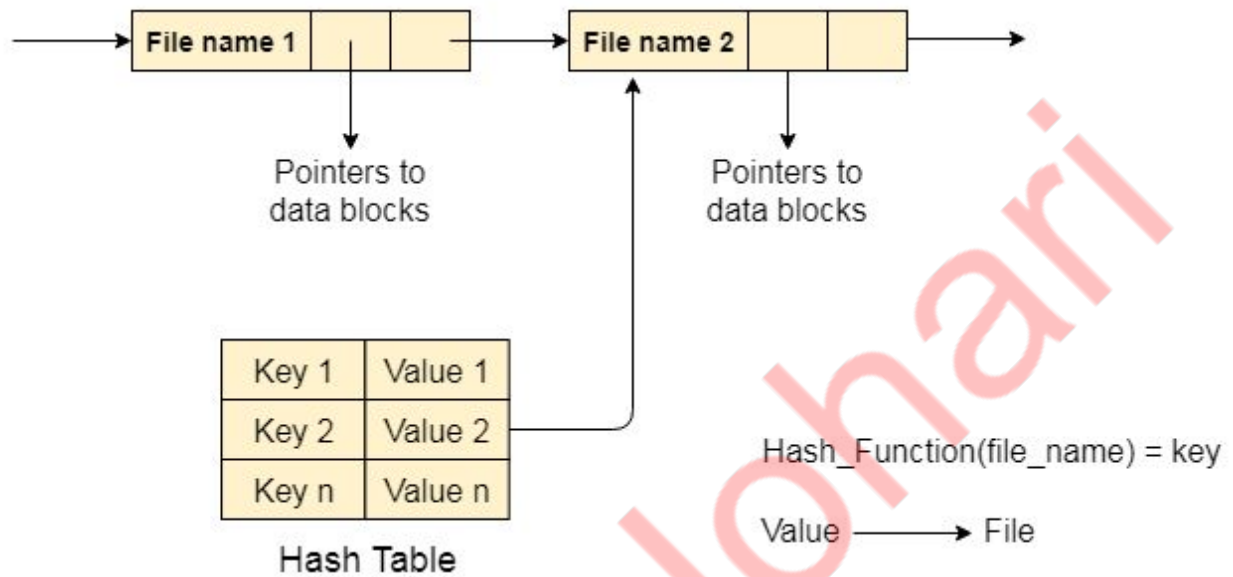 File name 1
File name 2
Pointers to
data blocks
Pointers to
data blocks
Key 1 Value 1
Key 2 Value 2
Key n Value n
Hash Table
Hash_Function(file_name) = key
Value File
ohari